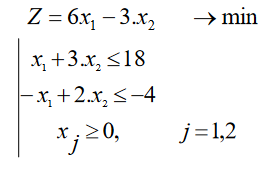 Z = 6x₁ − 3.x₂ → min
x₁ + 3.x₂ ≤ 18
−x₁ + 2.x₂ ≤ −4
xⱼ ≥ 0, j = 1,2